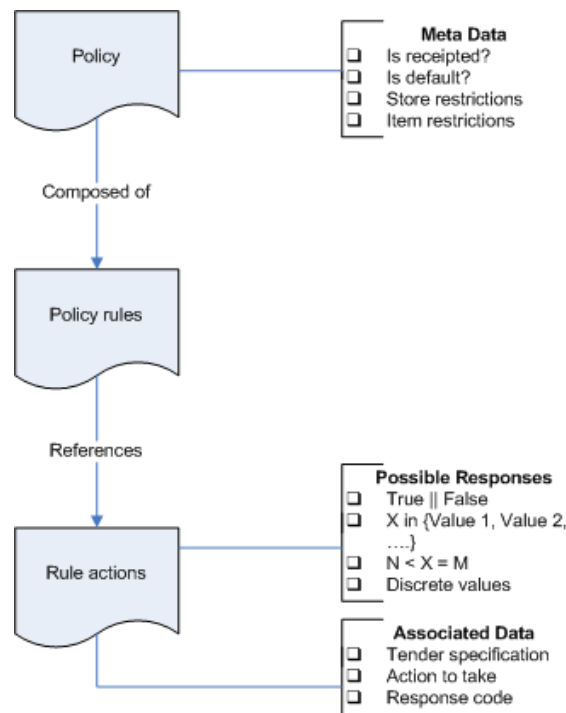 Policy
Meta Data
Is receipted?
Is default?
Store restrictions
Item restrictions
Composed of
Policy rules
References
Rule actions
Possible Responses
True || False
X in {Value 1, Value 2,
....}
N < X = M
Discrete values
Associated Data
Tender specification
Action to take
Response code